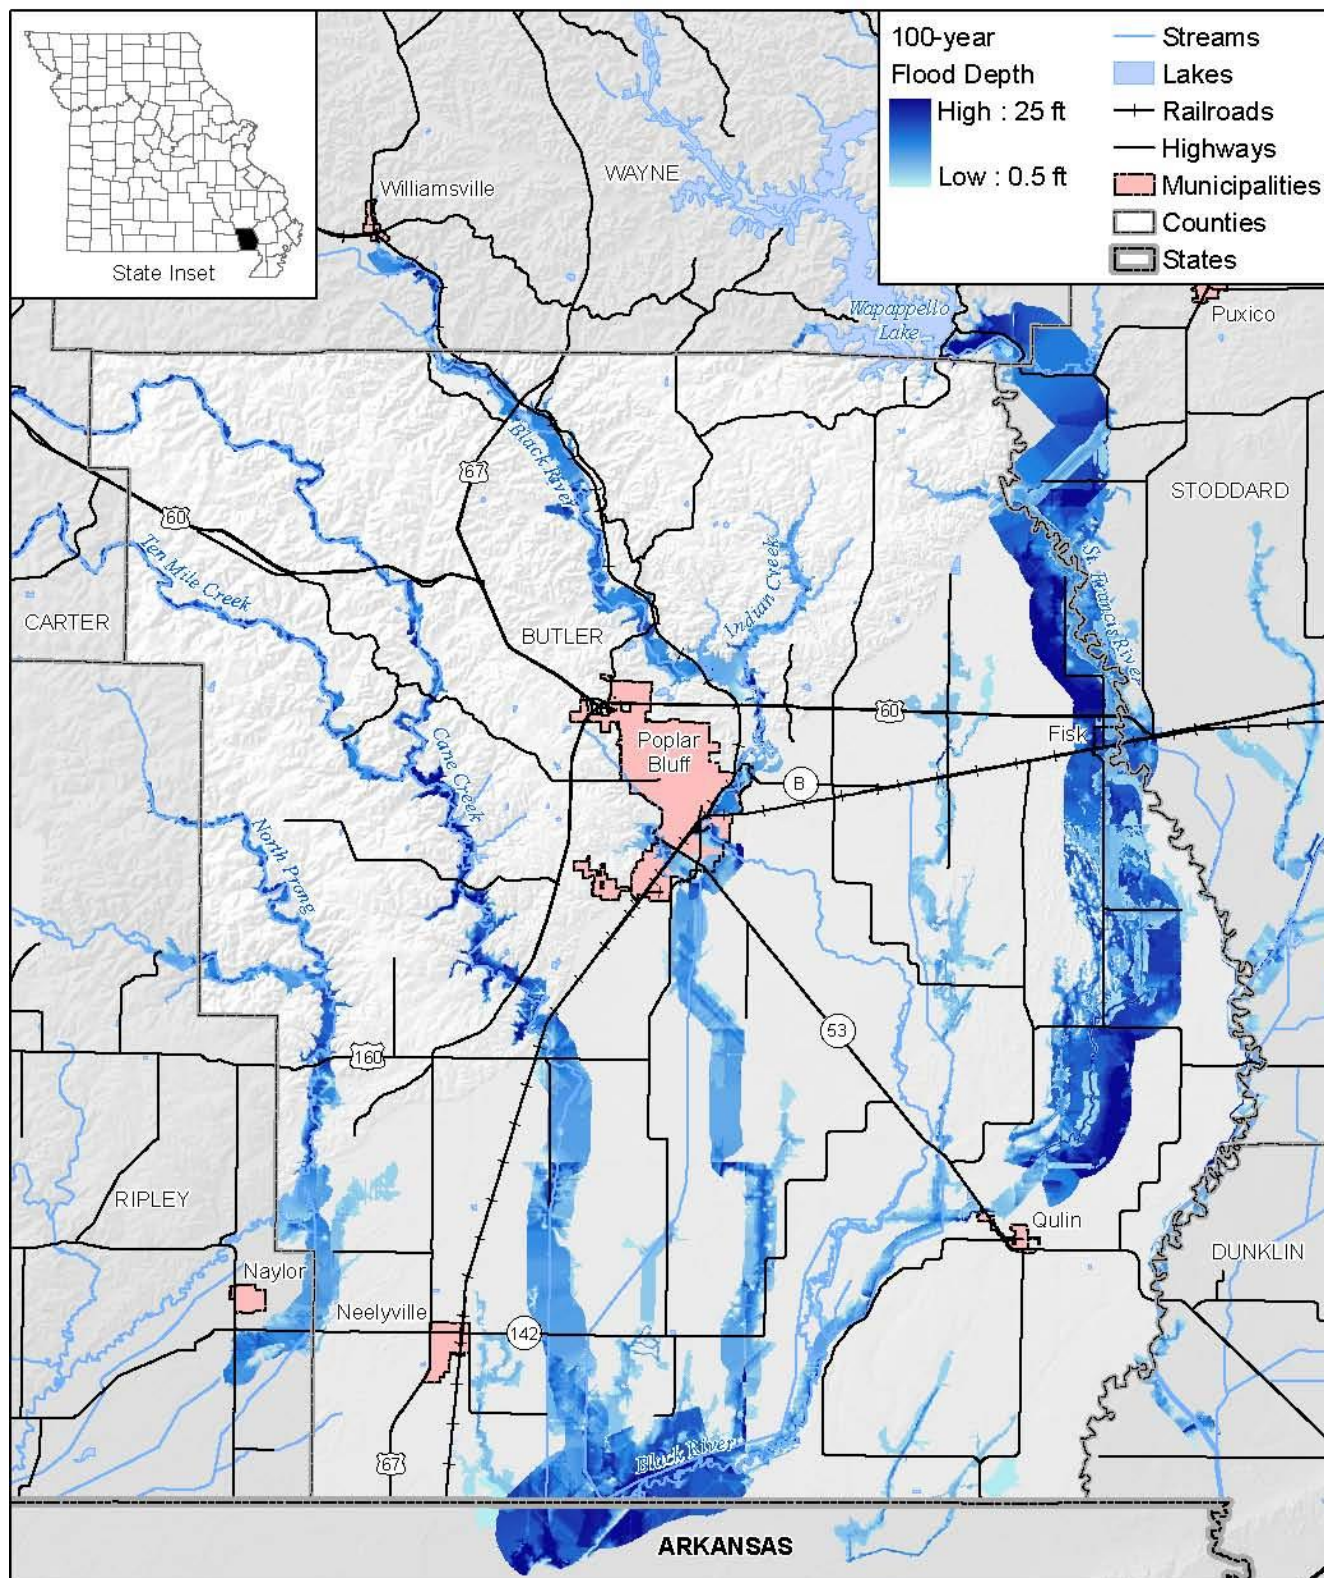 State Inset
100-year
Flood Depth
High : 25 ft
Low : 0.5 ft
Streams
Lakes
Railroads
Highways
Municipalities
Counties
States
WAYNE
Williamsville
Wapappello
Lake
Puxico
Black River
67
STODDARD
60
Ten Mile Creek
St. Francis River
Indian Creek
CARTER
BUTLER
60
Poplar
Bluff
Fisk
Cane Creek
B
North Prong
53
160
RIPLEY
Qulin
DUNKLIN
Naylor
Neelyville
142
Black River
67
ARKANSAS